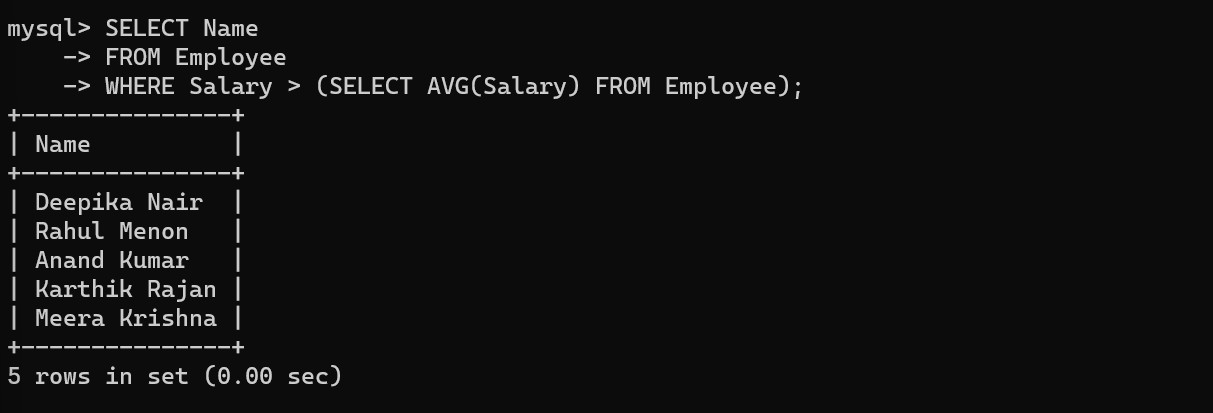 mysql> SELECT Name
    -> FROM Employee
    -> WHERE Salary > (SELECT AVG(Salary) FROM Employee);
+---------------+
| Name          |
+---------------+
| Deepika Nair  |
| Rahul Menon   |
| Anand Kumar   |
| Karthik Rajan |
| Meera Krishna |
+---------------+
5 rows in set (0.00 sec)